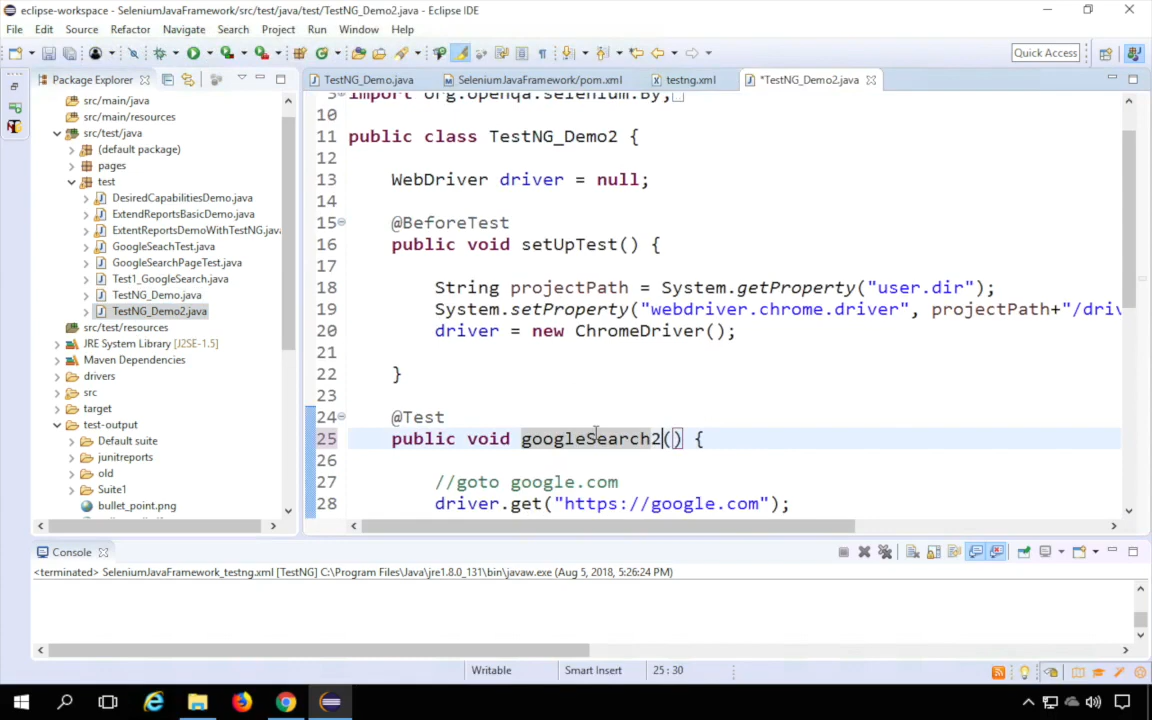 eclipse-workspace - SeleniumJavaFramework/src/test/java/test/TestNG_Demo2.java - Eclipse IDE
File Edit Source Refactor Navigate Search Project Run Window Help
Quick Access
Package Explorer
TestNG_Demo.java
SeleniumJavaFramework/pom.xml
testng.xml
*TestNG_Demo2.java
src/main/java
src/main/resources
src/test/java
(default package)
pages
test
DesiredCapabilitiesDemo.java
ExtendReportsBasicDemo.java
ExtentReportsDemoWithTestNG.java
GoogleSeachTest.java
GoogleSearchPageTest.java
Test1_GoogleSearch.java
TestNG_Demo.java
TestNG_Demo2.java
src/test/resources
JRE System Library [J2SE-1.5]
Maven Dependencies
drivers
src
target
test-output
Default suite
junitreports
old
Suite1
bullet_point.png
import org.openqa.selenium.By;
10
11 public class TestNG_Demo2 {
12
13 WebDriver driver = null;
14
15 @BeforeTest
16 public void setUpTest() {
17
18 String projectPath = System.getProperty("user.dir");
19 System.setProperty("webdriver.chrome.driver", projectPath+"/driv
20 driver = new ChromeDriver();
21
22 }
23
24 @Test
25 public void googleSearch2() {
26
27 //goto google.com
28 driver.get("https://google.com");
Console
<terminated> SeleniumJavaFramework_testng.xml [TestNG] C:\Program Files\Java\jre1.8.0_131\bin\javaw.exe (Aug 5, 2018, 5:26:24 PM)
Writable Smart Insert 25 : 30